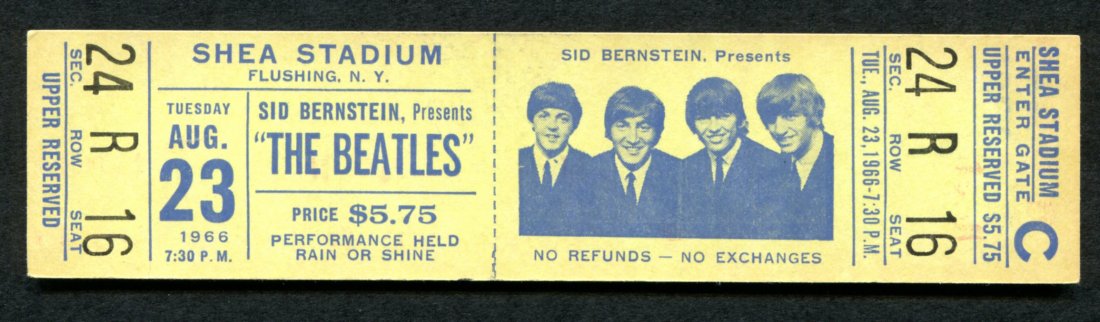 24 R 16
SEC. ROW SEAT
UPPER RESERVED
SHEA STADIUM
FLUSHING, N. Y.
TUESDAY
AUG.
23
1966
7:30 P.M.
SID BERNSTEIN, Presents
"THE BEATLES"
PRICE $5.75
PERFORMANCE HELD
RAIN OR SHINE
SID BERNSTEIN, Presents
NO REFUNDS — NO EXCHANGES
SHEA STADIUM
ENTER GATE C
UPPER RESERVED $5.75
24 R 16
SEC. ROW SEAT
TUE., AUG. 23, 1966-7:30 P.M.